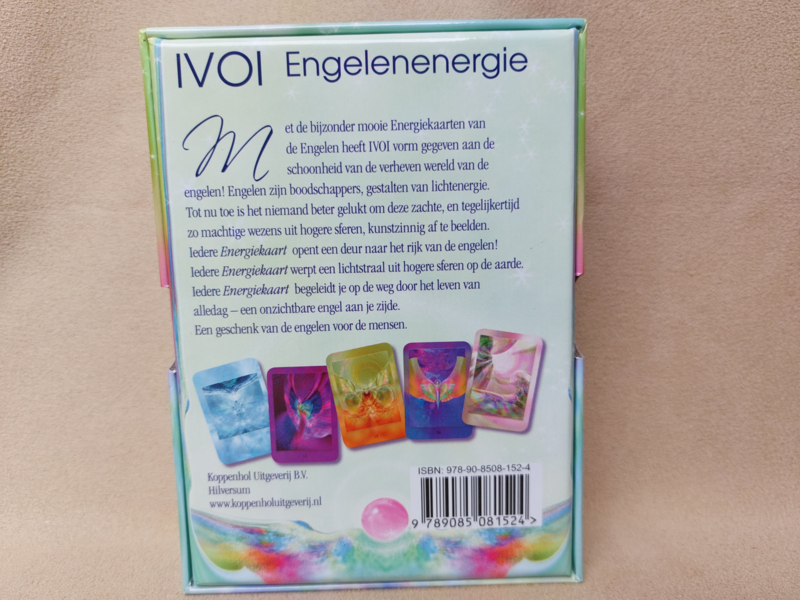 IVOI Engelenenergie
Met de bijzonder mooie Energiekaarten van
de Engelen heeft IVOI vorm gegeven aan de
schoonheid van de verheven wereld van de
engelen! Engelen zijn boodschappers, gestalten van lichtenergie.
Tot nu toe is het niemand beter gelukt om deze zachte, en tegelijkertijd
zo machtige wezens uit hogere sferen, kunstzinnig af te beelden.
Iedere Energiekaart opent een deur naar het rijk van de engelen!
Iedere Energiekaart werpt een lichtstraal uit hogere sferen op de aarde.
Iedere Energiekaart begeleidt je op de weg door het leven van
alledag – een onzichtbare engel aan je zijde.
Een geschenk van de engelen voor de mensen.
Koppenhol Uitgeverij B.V.
Hilversum
www.koppenholuitgeverij.nl
ISBN: 978-90-8508-152-4
9 789085 081524 >